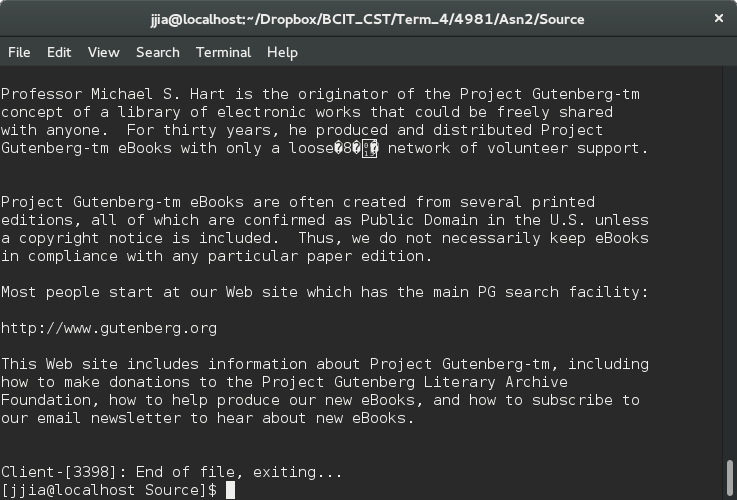 jjia@localhost:~/Dropbox/BCIT_CST/Term_4/4981/Asn2/Source
File Edit View Search Terminal Help
Professor Michael S. Hart is the originator of the Project Gutenberg-tm
concept of a library of electronic works that could be freely shared
with anyone.  For thirty years, he produced and distributed Project
Gutenberg-tm eBooks with only a loose�8� � network of volunteer support.
Project Gutenberg-tm eBooks are often created from several printed
editions, all of which are confirmed as Public Domain in the U.S. unless
a copyright notice is included.  Thus, we do not necessarily keep eBooks
in compliance with any particular paper edition.
Most people start at our Web site which has the main PG search facility:
http://www.gutenberg.org
This Web site includes information about Project Gutenberg-tm, including
how to make donations to the Project Gutenberg Literary Archive
Foundation, how to help produce our new eBooks, and how to subscribe to
our email newsletter to hear about new eBooks.
Client-[3398]: End of file, exiting...
[jjia@localhost Source]$